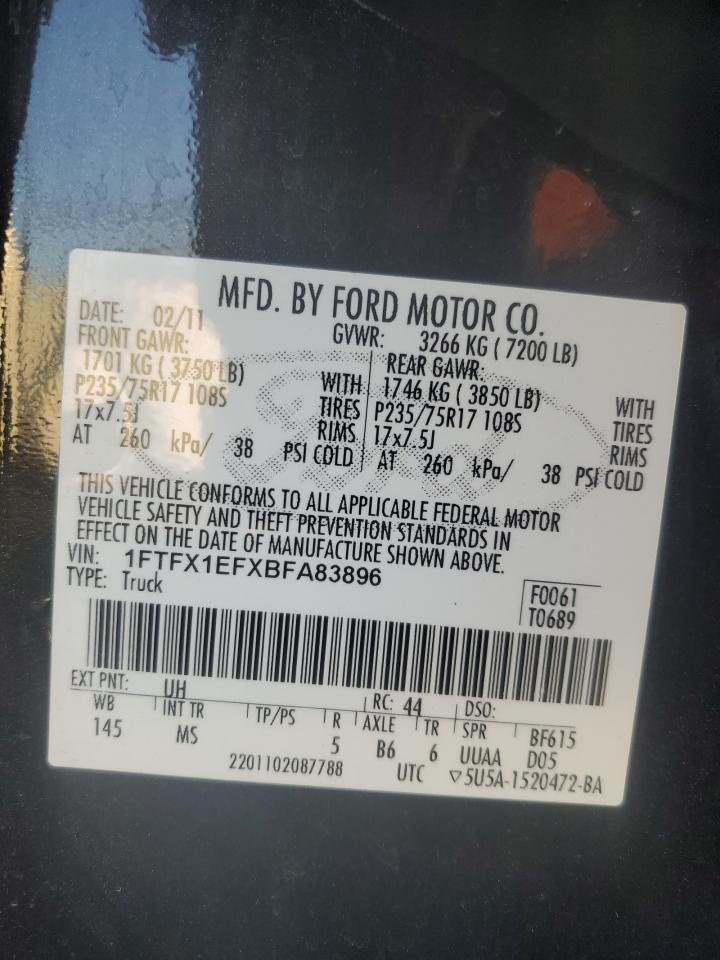 MFD. BY FORD MOTOR CO.
DATE: 02/11 GVWR: 3266 KG ( 7200 LB)
FRONT GAWR: REAR GAWR:
1701 KG ( 3750 LB) WITH 1746 KG ( 3850 LB) WITH
P235/75R17 108S TIRES P235/75R17 108S TIRES
17x7.5J RIMS 17x7.5J RIMS
AT 260 kPa/ 38 PSI COLD AT 260 kPa/ 38 PSI COLD
THIS VEHICLE CONFORMS TO ALL APPLICABLE FEDERAL MOTOR
VEHICLE SAFETY AND THEFT PREVENTION STANDARDS IN
EFFECT ON THE DATE OF MANUFACTURE SHOWN ABOVE.
VIN: 1FTFX1EFXBFA83896
TYPE: Truck
F0061
T0689
EXT PNT: UH RC: 44 DSO:
WB INT TR TP/PS R AXLE TR SPR BF615
145 MS 5 B6 6 UUAA D05
2201102087788 UTC ▽5U5A-1520472-BA